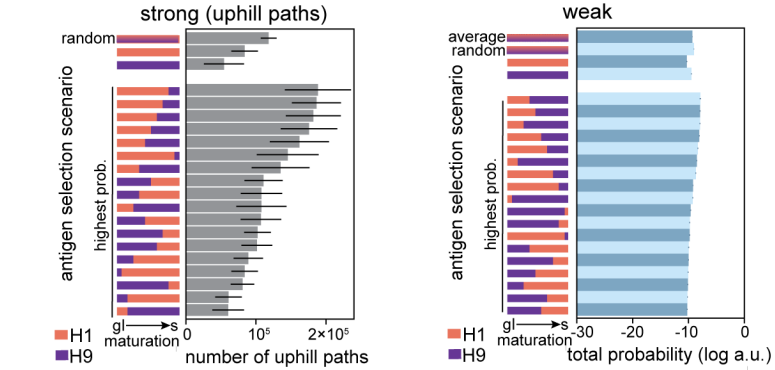 strong (uphill paths)
random
antigen selection scenario
highest prob.
gl s
maturation
H1
H9
0 10⁵ 2×10⁵
number of uphill paths
weak
average
random
antigen selection scenario
highest prob.
gl s
maturation
H1
H9
-30 -20 -10 0
total probability (log a.u.)